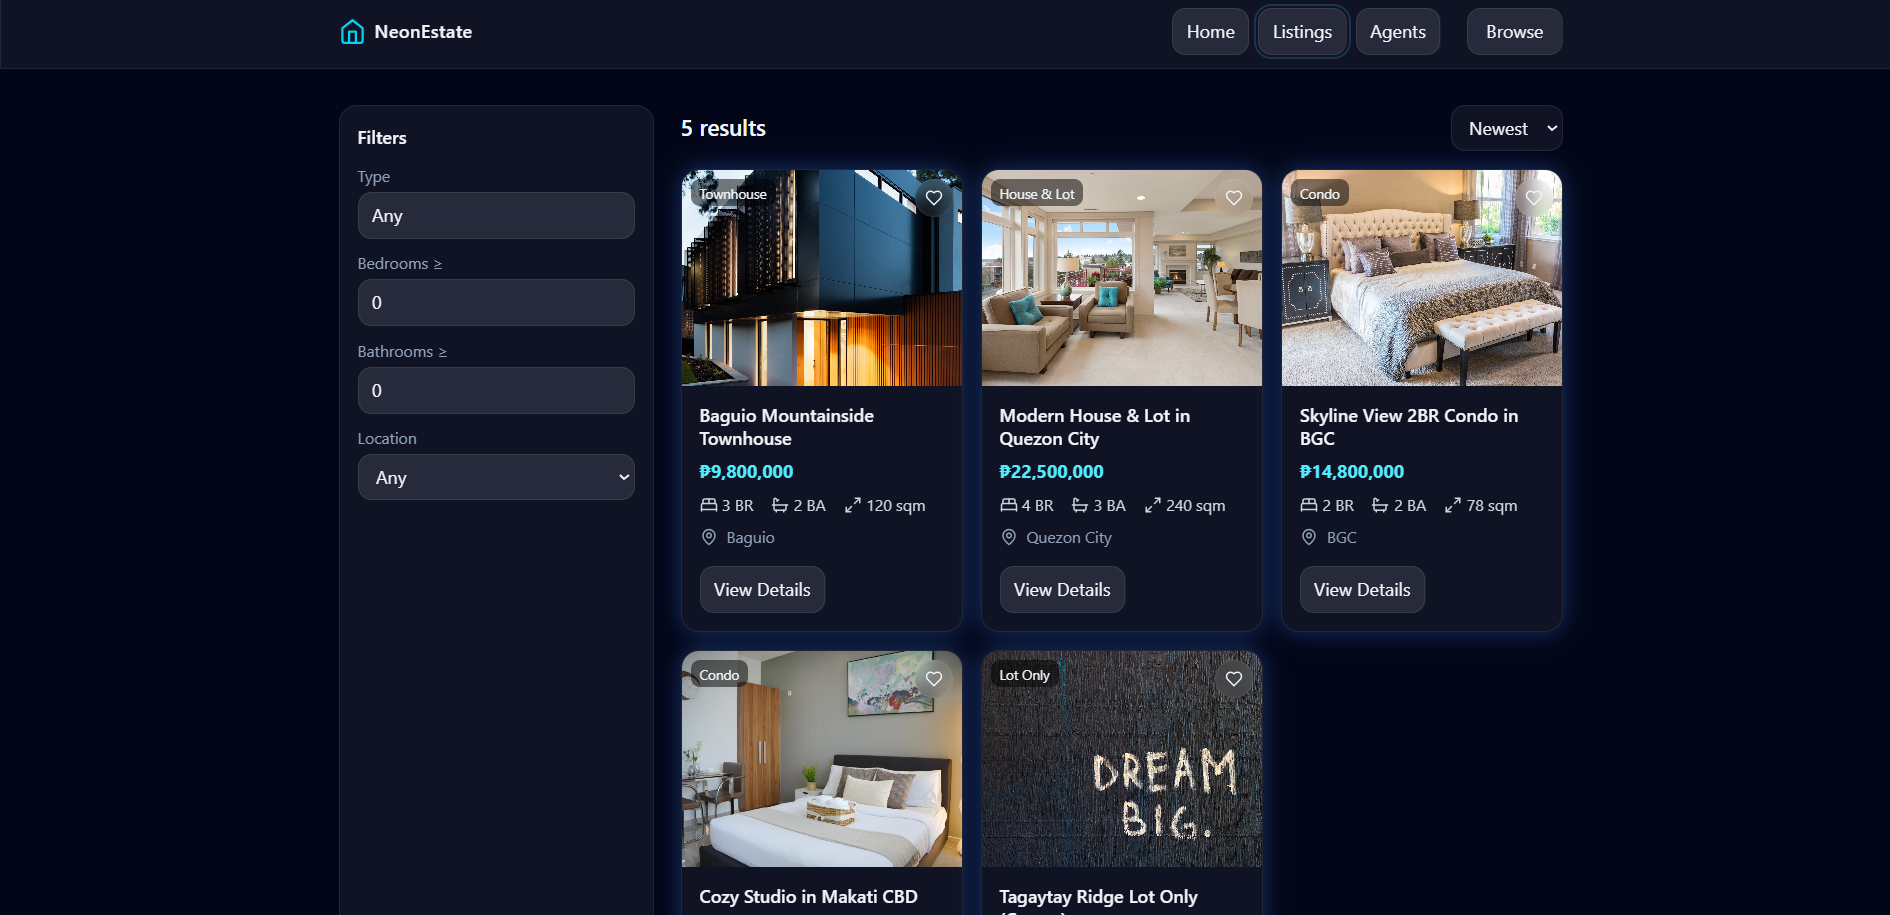 NeonEstate
Home
Listings
Agents
Browse
Filters
Type
Any
Bedrooms ≥
0
Bathrooms ≥
0
Location
Any
5 results
Newest
Townhouse
Baguio Mountainside
Townhouse
₱9,800,000
3 BR 2 BA 120 sqm
Baguio
View Details
House & Lot
Modern House & Lot in
Quezon City
₱22,500,000
4 BR 3 BA 240 sqm
Quezon City
View Details
Condo
Skyline View 2BR Condo in
BGC
₱14,800,000
2 BR 2 BA 78 sqm
BGC
View Details
Condo
Cozy Studio in Makati CBD
Lot Only
DREAM
BIG.
Tagaytay Ridge Lot Only